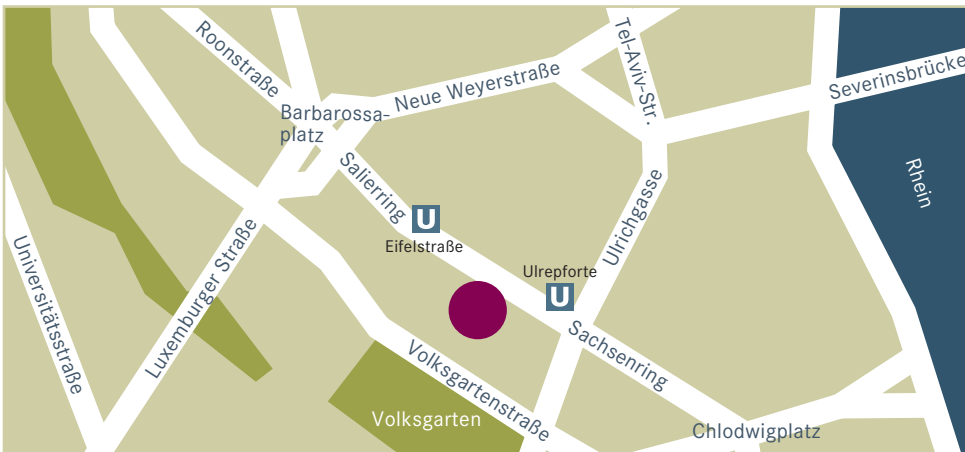 Roonstraße
Tel-Aviv-Str.
Neue Weyerstraße
Severinsbrücke
Barbarossa-
platz
Salierring
Rhein
U
Eifelstraße
Ulrichgasse
Ulrepforte
U
Universitätsstraße
Luxemburger Straße
Sachsenring
Volksgartenstraße
Volksgarten
Chlodwigplatz